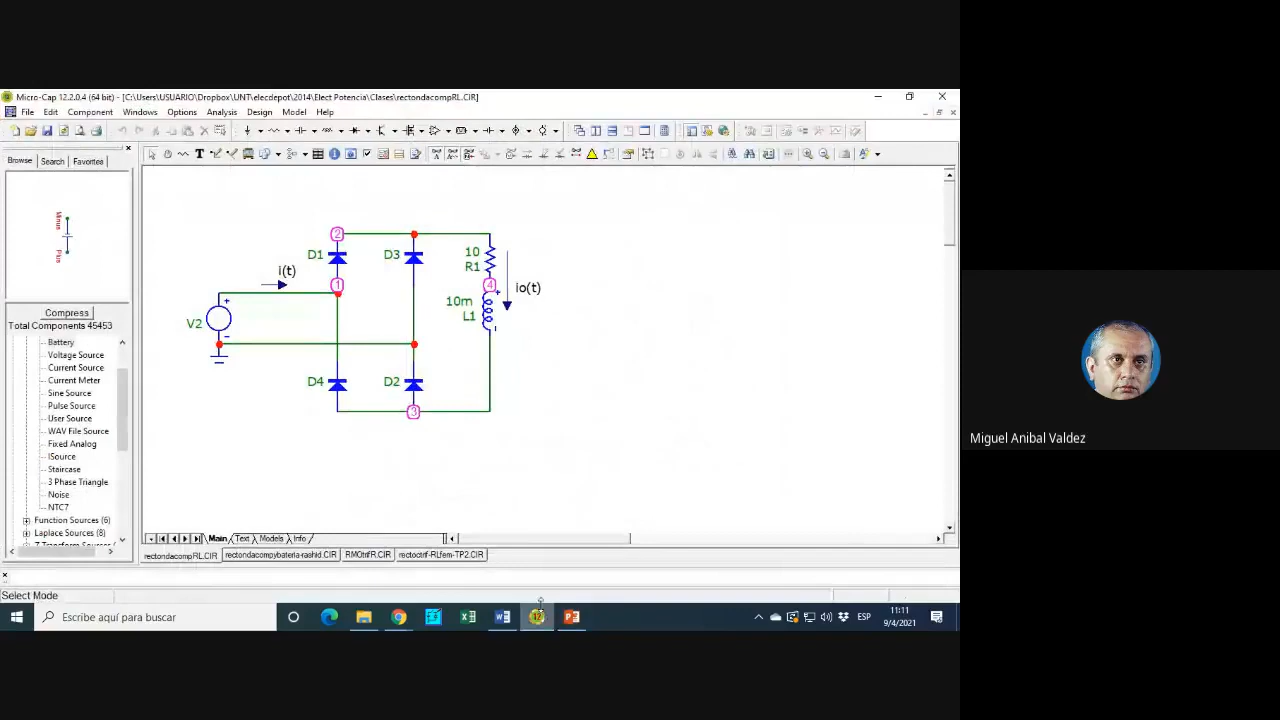 Micro-Cap 12.2.0.4 (64 bit) - [C:\Users\USUARIO\Dropbox\UNT\elecdepot\2014\Elect Potencia\Clases\rectondacompRL.CIR]
File Edit Component Windows Options Analysis Design Model Help
Browse Search Favorites
Minus
Plus
Compress
Total Components 45453
Battery
Voltage Source
Current Source
Current Meter
Sine Source
Pulse Source
User Source
WAV File Source
Fixed Analog
ISource
Staircase
3 Phase Triangle
Noise
NTC7
Function Sources (6)
Laplace Sources (8)
2
D1
D3
10
R1
i(t)
1
4
io(t)
10m
L1
V2
D4
D2
3
Main Text Models Info
rectondacompRL.CIR rectondacompybateria-rashid.CIR RMOtrifR.CIR rectoctrif-RLfem-TP2.CIR
Select Mode
Escribe aquí para buscar
ESP
11:11
9/4/2021
Miguel Anibal Valdez